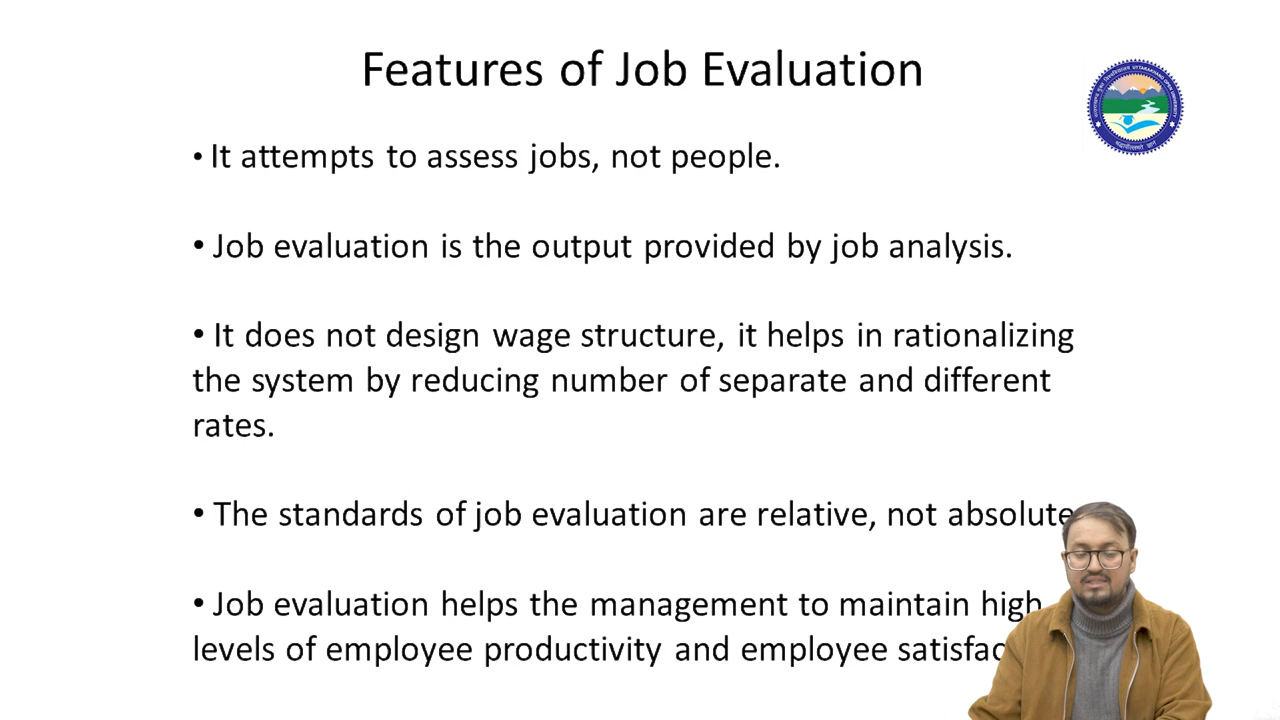 Features of Job Evaluation
UTTARAKHAND OPEN UNIVERSITY
• It attempts to assess jobs, not people.
• Job evaluation is the output provided by job analysis.
• It does not design wage structure, it helps in rationalizing
the system by reducing number of separate and different
rates.
• The standards of job evaluation are relative, not absolute
• Job evaluation helps the management to maintain high
levels of employee productivity and employee